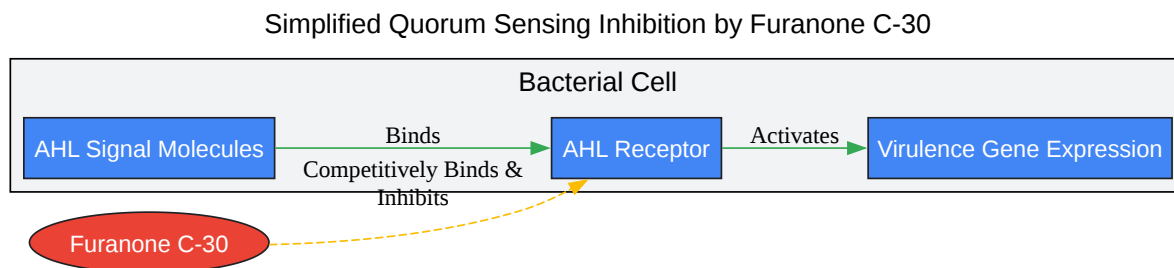 Simplified Quorum Sensing Inhibition by Furanone C-30
Bacterial Cell
AHL Signal Molecules
Binds
AHL Receptor
Activates
Virulence Gene Expression
Competitively Binds &
Inhibits
Furanone C-30